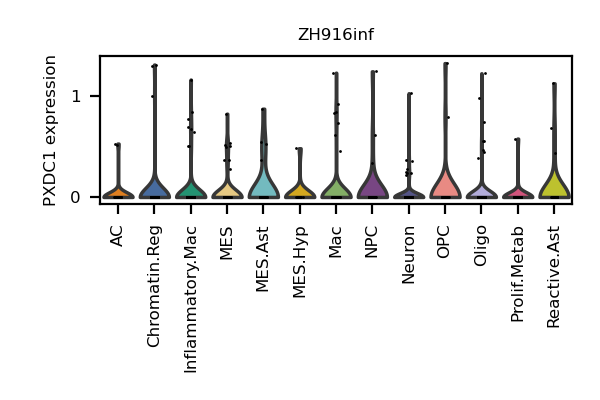 ZH916inf
PXDC1 expression
1
0
AC
Chromatin.Reg
Inflammatory.Mac
MES
MES.Ast
MES.Hyp
Mac
NPC
Neuron
OPC
Oligo
Prolif.Metab
Reactive.Ast